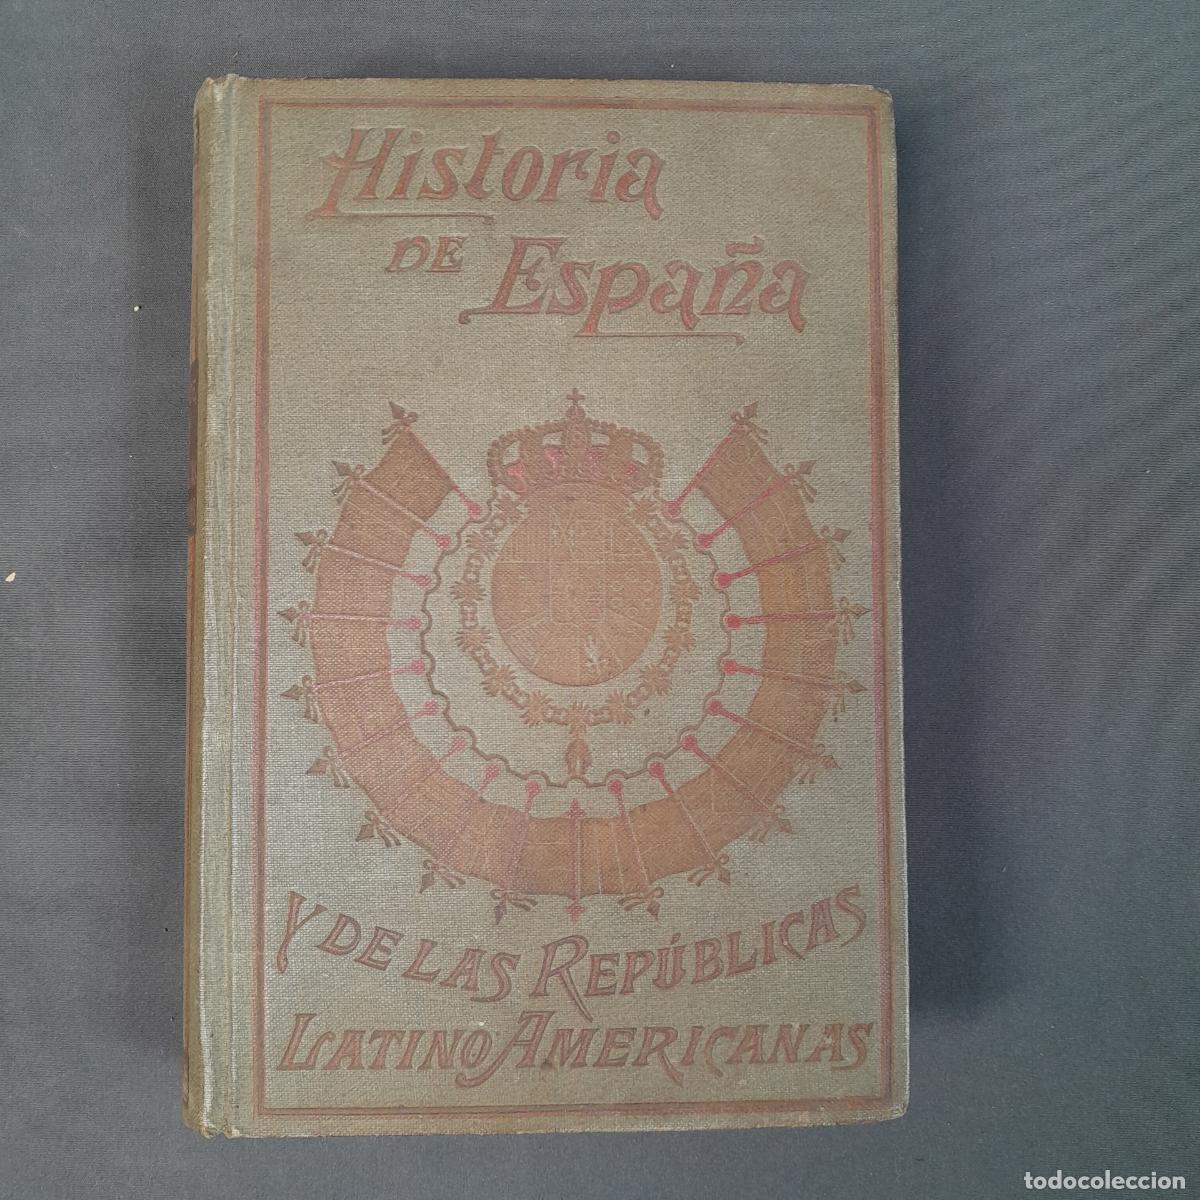 Historia
DE España
Y DE LAS REPÚBLICAS
LATINO AMERICANAS
todocoleccion